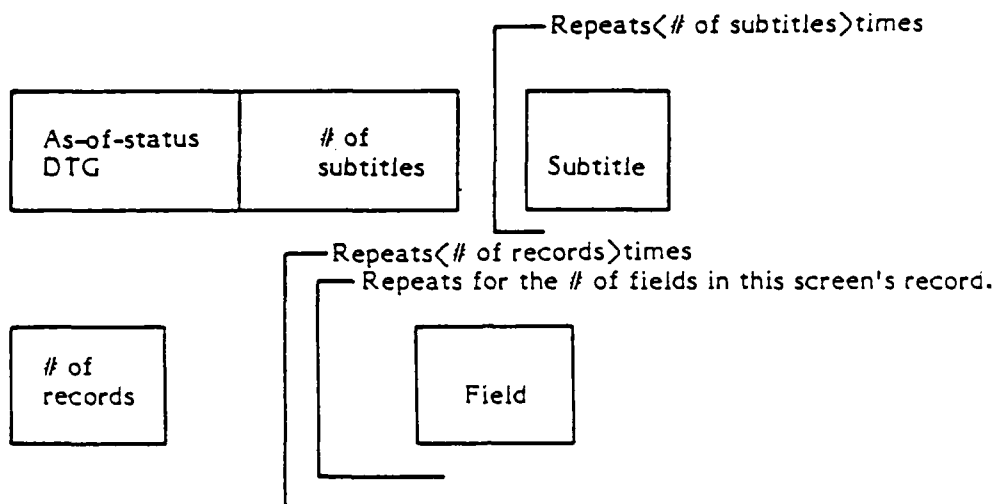 Repeats<# of subtitles>times
As-of-status
DTG
# of
subtitles
Subtitle
Repeats<# of records>times
Repeats for the # of fields in this screen's record.
# of
records
Field